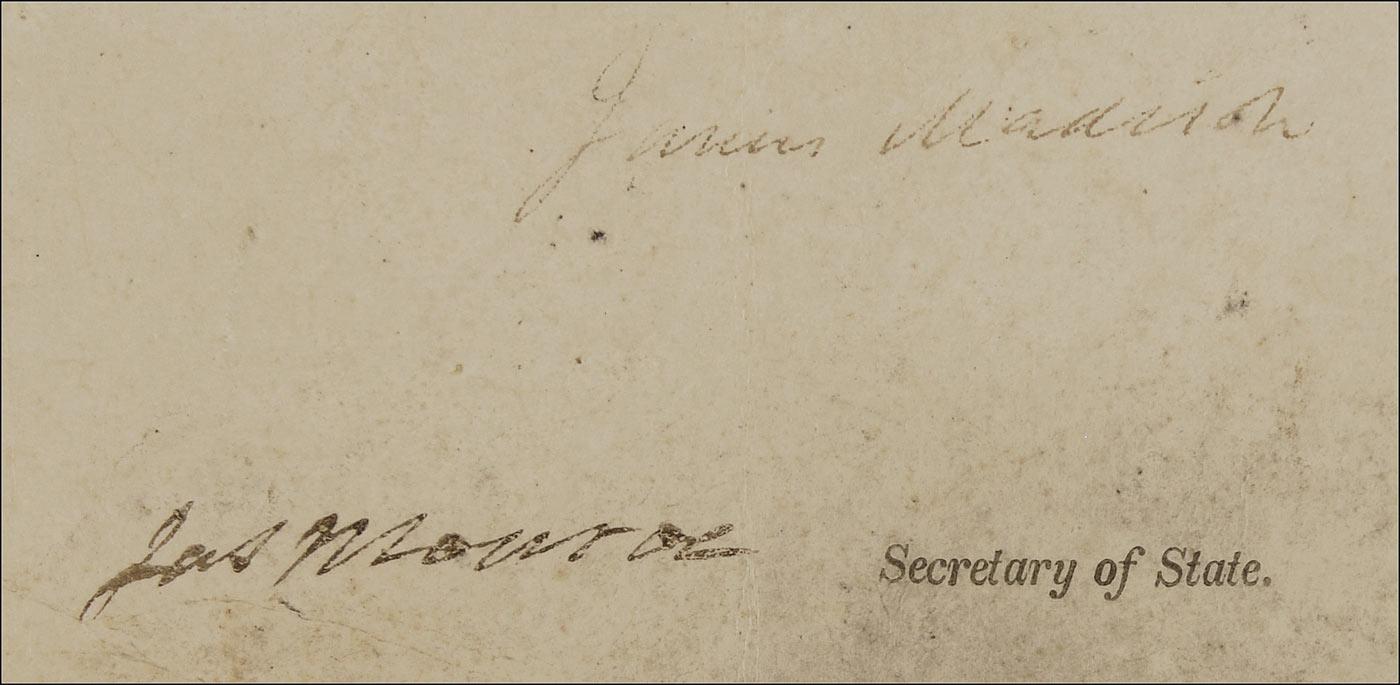 James Madison
Jas Monroe Secretary of State.